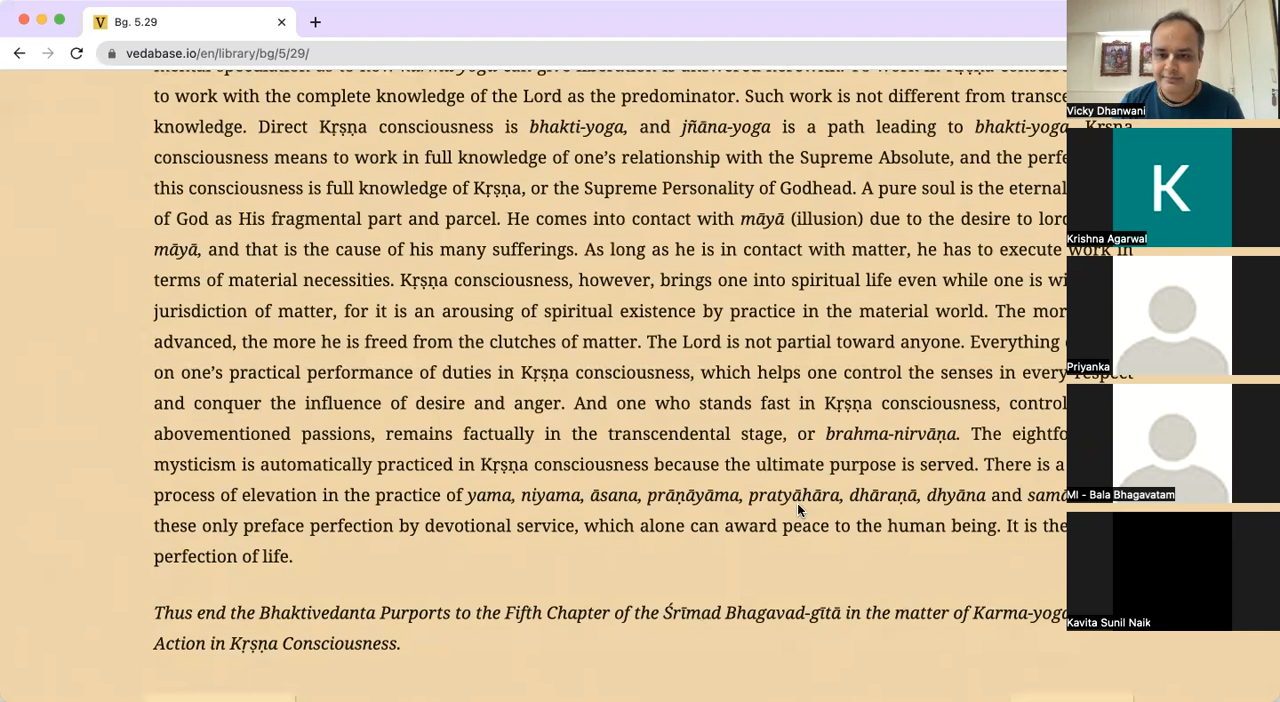 V Bg. 5.29
vedabase.io/en/library/bg/5/29/
to work with the complete knowledge of the Lord as the predominator. Such work is not different from transce
knowledge. Direct Kṛṣṇa consciousness is bhakti-yoga, and jñāna-yoga is a path leading to bhakti-yoga. Kṛṣṇa
consciousness means to work in full knowledge of one’s relationship with the Supreme Absolute, and the perfe
this consciousness is full knowledge of Kṛṣṇa, or the Supreme Personality of Godhead. A pure soul is the eternal
of God as His fragmental part and parcel. He comes into contact with māyā (illusion) due to the desire to lord
māyā, and that is the cause of his many sufferings. As long as he is in contact with matter, he has to execute work in
terms of material necessities. Kṛṣṇa consciousness, however, brings one into spiritual life even while one is wi
jurisdiction of matter, for it is an arousing of spiritual existence by practice in the material world. The mor
advanced, the more he is freed from the clutches of matter. The Lord is not partial toward anyone. Everything
on one’s practical performance of duties in Kṛṣṇa consciousness, which helps one control the senses in every respect
and conquer the influence of desire and anger. And one who stands fast in Kṛṣṇa consciousness, control
abovementioned passions, remains factually in the transcendental stage, or brahma-nirvāṇa. The eightfo
mysticism is automatically practiced in Kṛṣṇa consciousness because the ultimate purpose is served. There is a
process of elevation in the practice of yama, niyama, āsana, prāṇāyāma, pratyāhāra, dhāraṇā, dhyāna and samā
these only preface perfection by devotional service, which alone can award peace to the human being. It is the
perfection of life.
Thus end the Bhaktivedanta Purports to the Fifth Chapter of the Śrīmad Bhagavad-gītā in the matter of Karma-yoga
Action in Kṛṣṇa Consciousness.
Vicky Dhanwani
K
Krishna Agarwal
Priyanka
MI - Bala Bhagavatam
Kavita Sunil Naik